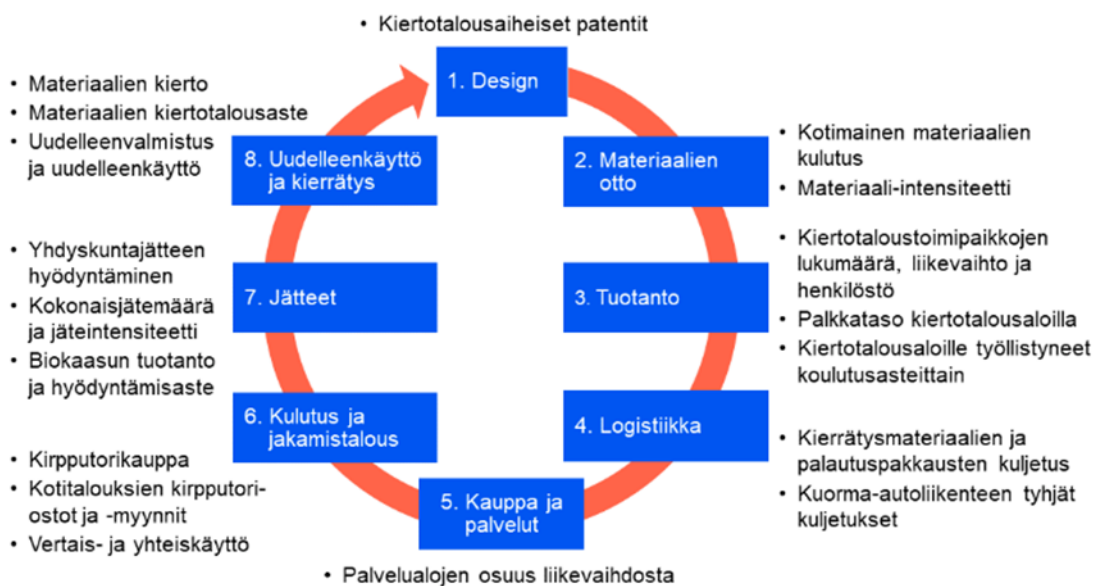 • Kiertotalousaiheiset patentit
1. Design
2. Materiaalien
otto
• Kotimainen materiaalien
kulutus
• Materiaali-intensiteetti
3. Tuotanto
• Kiertotaloustoimipaikkojen
lukumäärä, liikevaihto ja
henkilöstö
• Palkkataso kiertotalousaloilla
• Kiertotalousaloille työllistyneet
koulutusasteittain
4. Logistiikka
• Kierrätysmateriaalien ja
palautuspakkausten kuljetus
• Kuorma-autoliikenteen tyhjät
kuljetukset
5. Kauppa ja
palvelut
• Palvelualojen osuus liikevaihdosta
6. Kulutus ja
jakamistalous
• Kirpputorikauppa
• Kotitalouksien kirpputori-
ostot ja -myynnit
• Vertais- ja yhteiskäyttö
7. Jätteet
• Yhdyskuntajätteen
hyödyntäminen
• Kokonaisjätemäärä
ja jäteintensiteetti
• Biokaasun tuotanto
ja hyödyntämisaste
8. Uudelleenkäyttö
ja kierrätys
• Materiaalien kierto
• Materiaalien kiertotalousaste
• Uudelleenvalmistus
ja uudelleenkäyttö